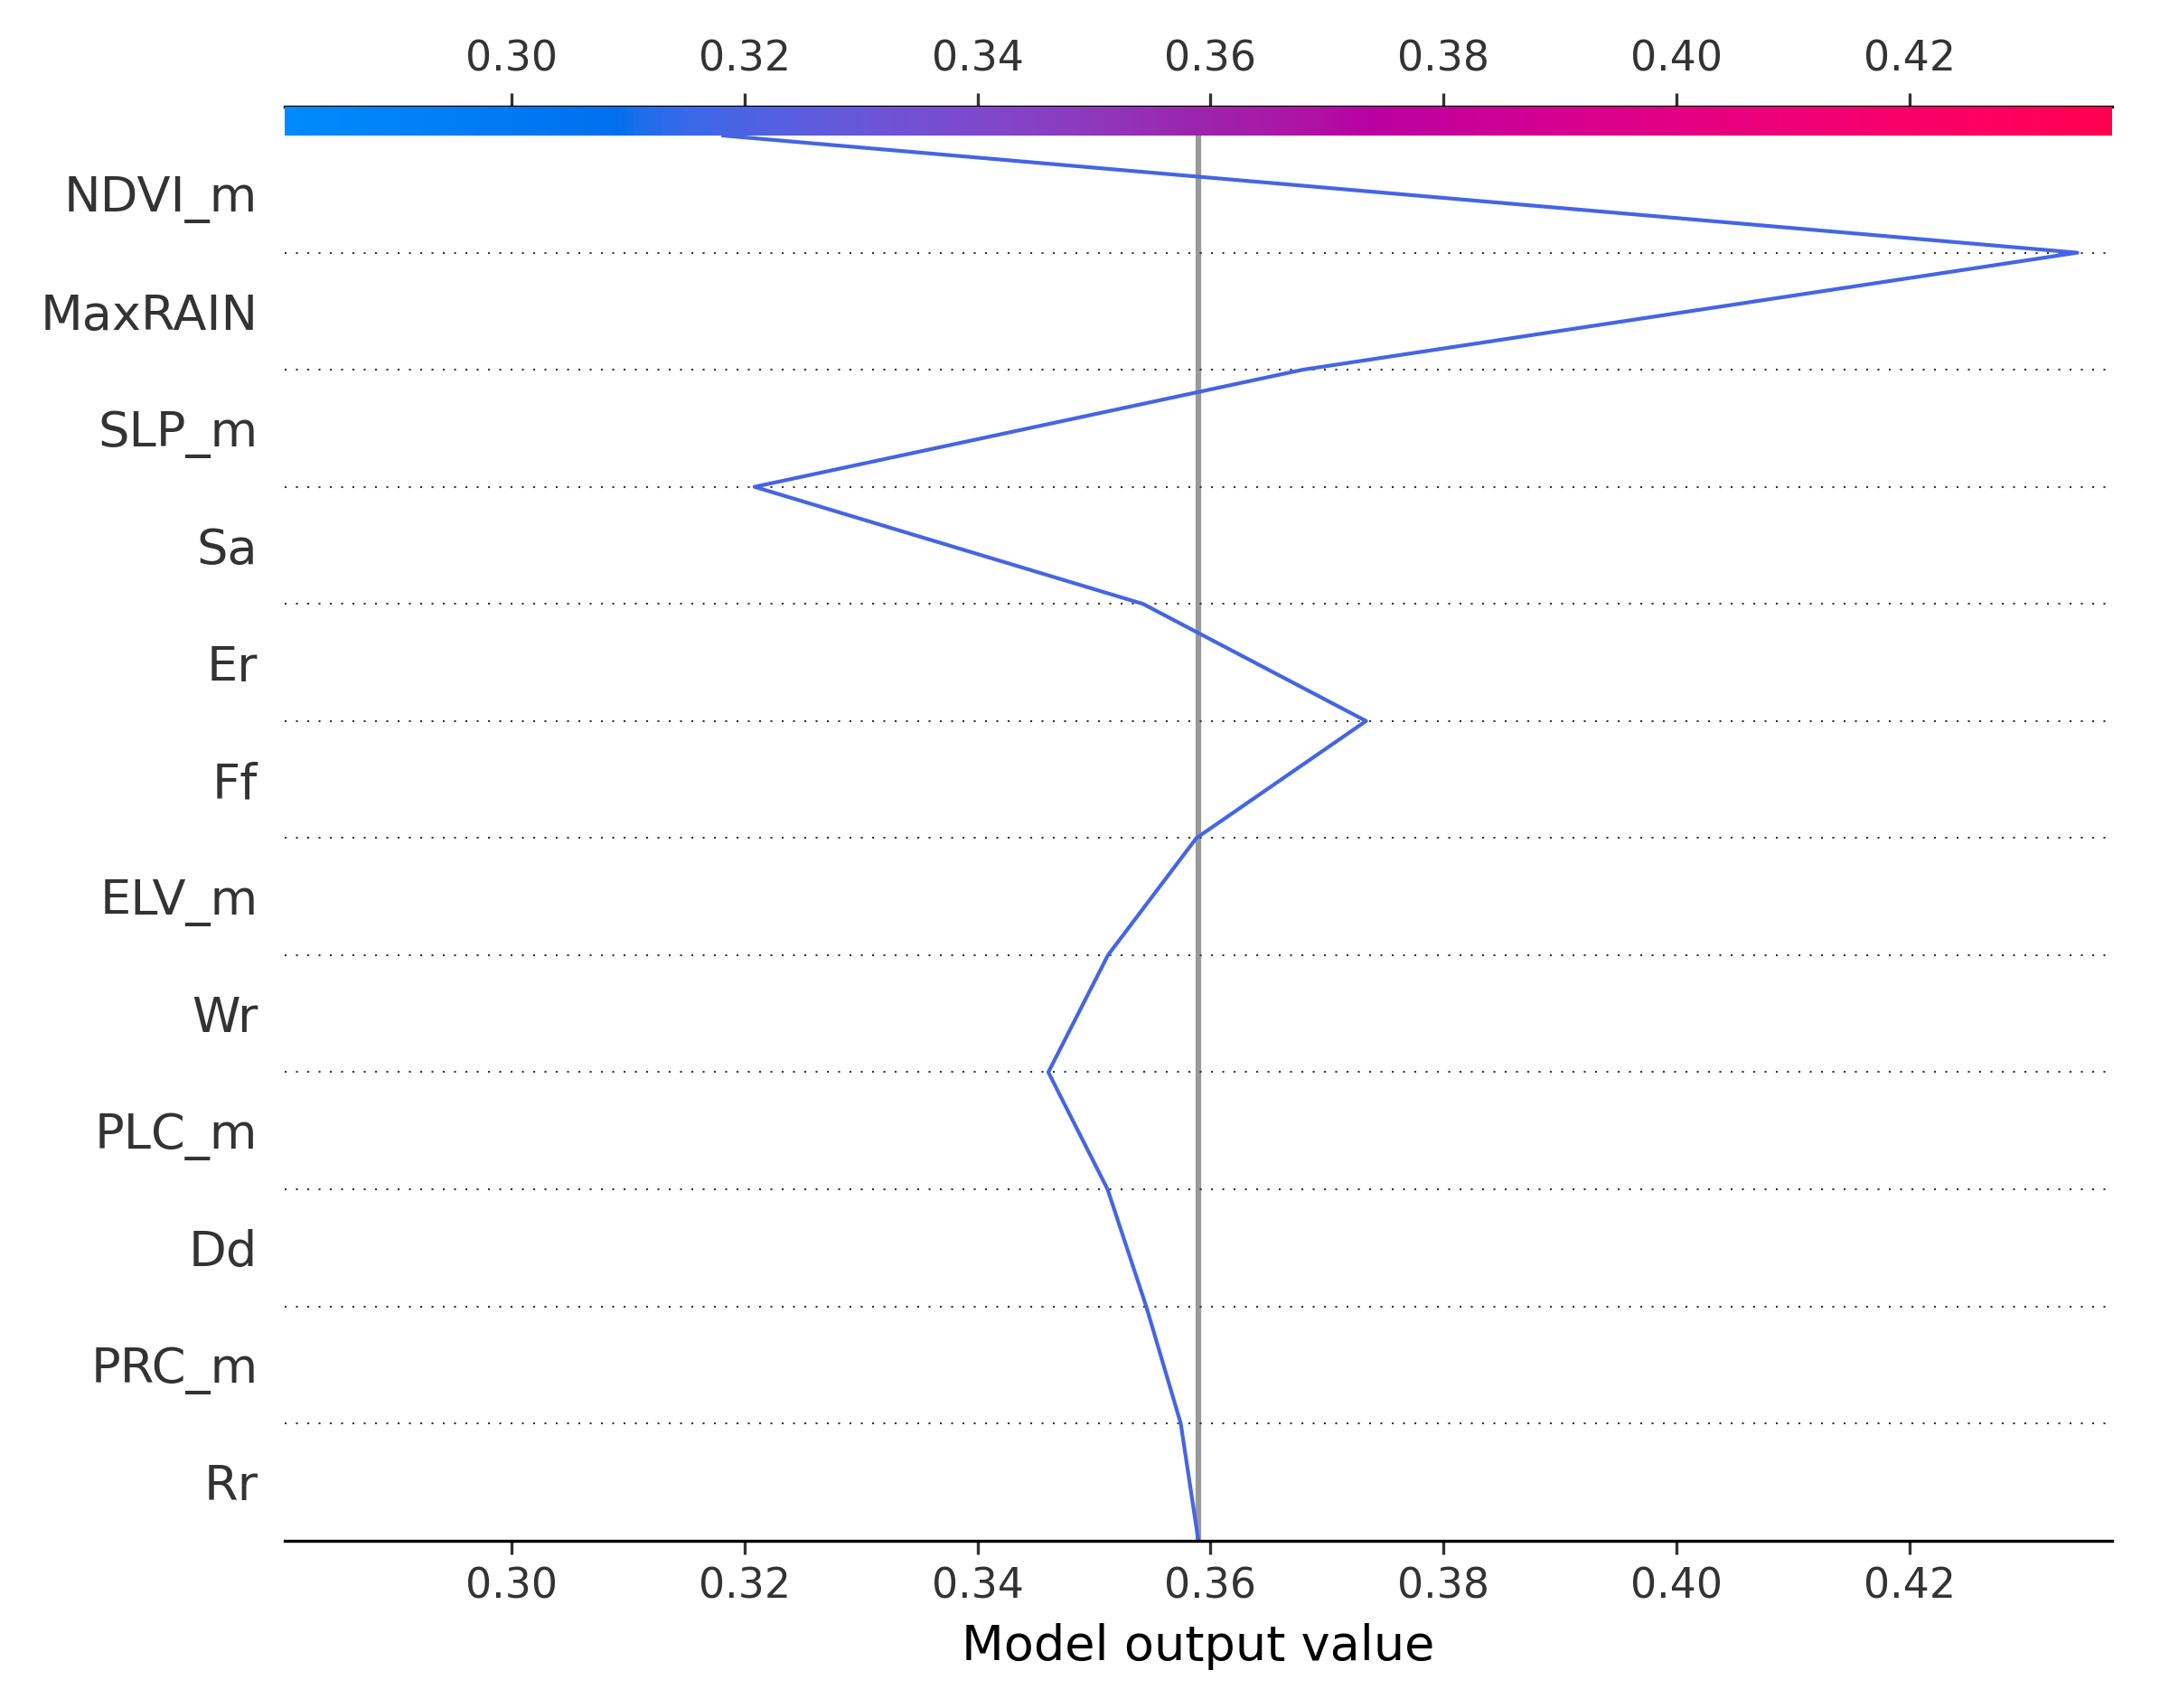 0.30 0.32 0.34 0.36 0.38 0.40 0.42
NDVI_m
MaxRAIN
SLP_m
Sa
Er
Ff
ELV_m
Wr
PLC_m
Dd
PRC_m
Rr
0.30 0.32 0.34 0.36 0.38 0.40 0.42
Model output value